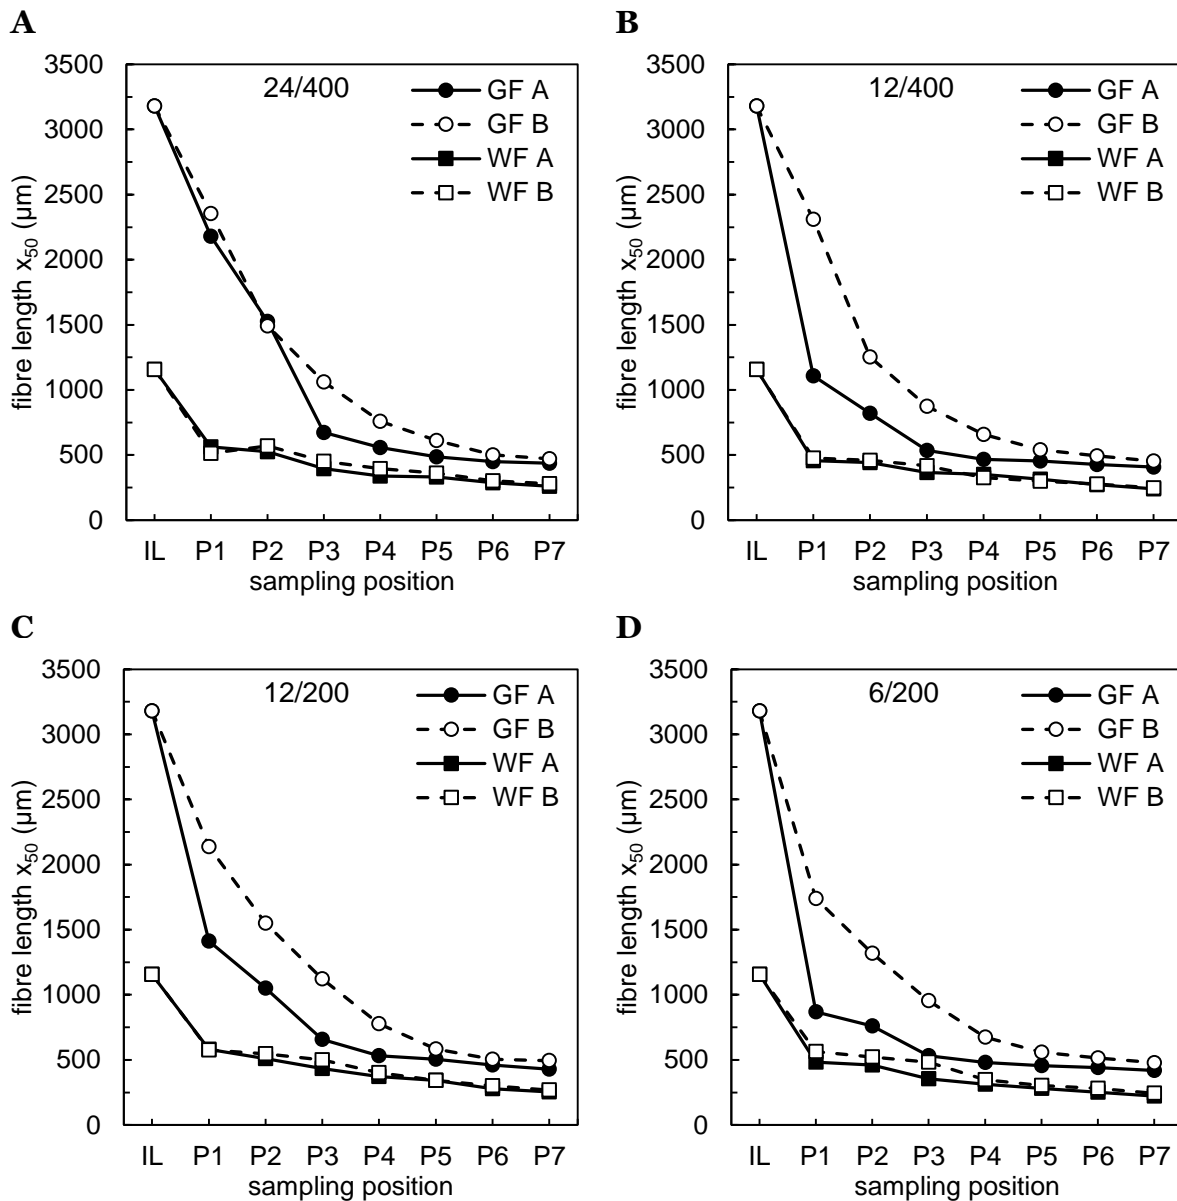 A
fibre length x₅₀ (µm)
3500
3000
2500
2000
1500
1000
500
0
24/400
GF A
GF B
WF A
WF B
IL P1 P2 P3 P4 P5 P6 P7
sampling position
B
fibre length x₅₀ (µm)
3500
3000
2500
2000
1500
1000
500
0
12/400
GF A
GF B
WF A
WF B
IL P1 P2 P3 P4 P5 P6 P7
sampling position
C
fibre length x₅₀ (µm)
3500
3000
2500
2000
1500
1000
500
0
12/200
GF A
GF B
WF A
WF B
IL P1 P2 P3 P4 P5 P6 P7
sampling position
D
fibre length x₅₀ (µm)
3500
3000
2500
2000
1500
1000
500
0
6/200
GF A
GF B
WF A
WF B
IL P1 P2 P3 P4 P5 P6 P7
sampling position